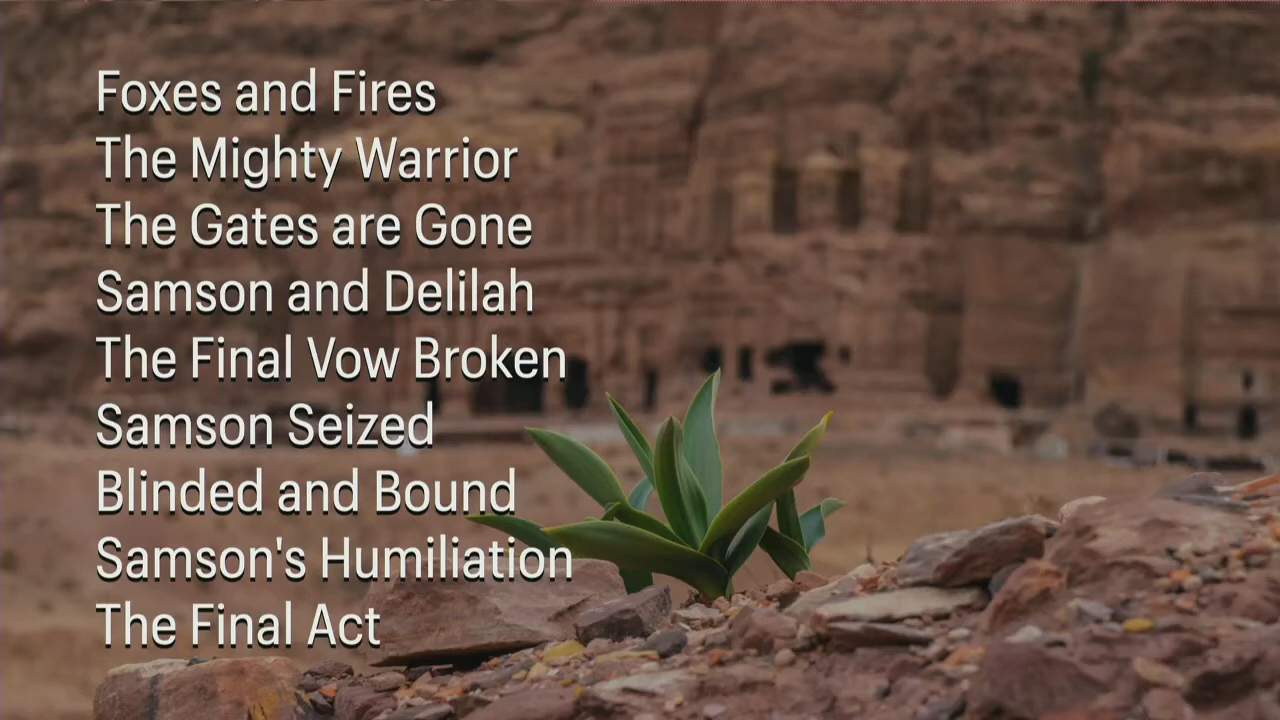 Foxes and Fires
The Mighty Warrior
The Gates are Gone
Samson and Delilah
The Final Vow Broken
Samson Seized
Blinded and Bound
Samson's Humiliation
The Final Act